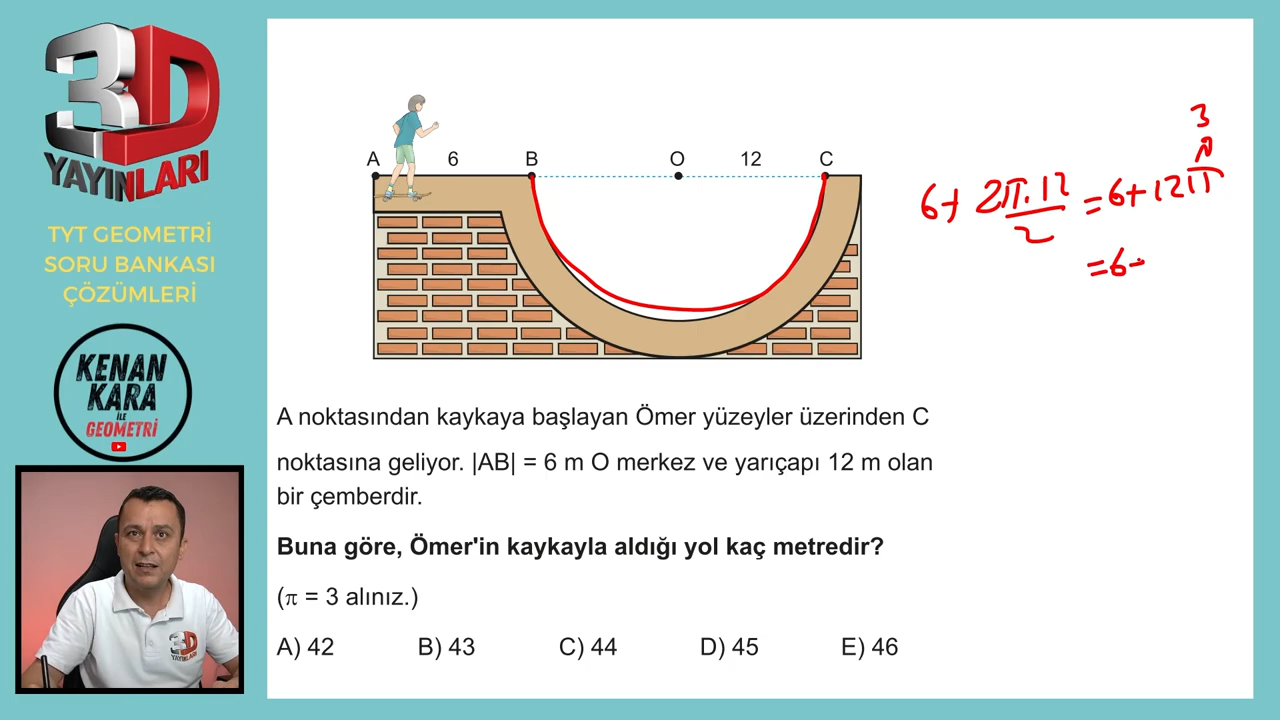 3D
YAYINLARI
TYT GEOMETRİ
SORU BANKASI
ÇÖZÜMLERİ
KENAN
KARA
İLE
GEOMETRİ
3D
YAYINLARI
A 6 B O 12 C
3
π
6+ 2π.12 / 2 = 6+12π
=6-
A noktasından kaykaya başlayan Ömer yüzeyler üzerinden C
noktasına geliyor. |AB| = 6 m O merkez ve yarıçapı 12 m olan
bir çemberdir.
Buna göre, Ömer'in kaykayla aldığı yol kaç metredir?
(π = 3 alınız.)
A) 42 B) 43 C) 44 D) 45 E) 46